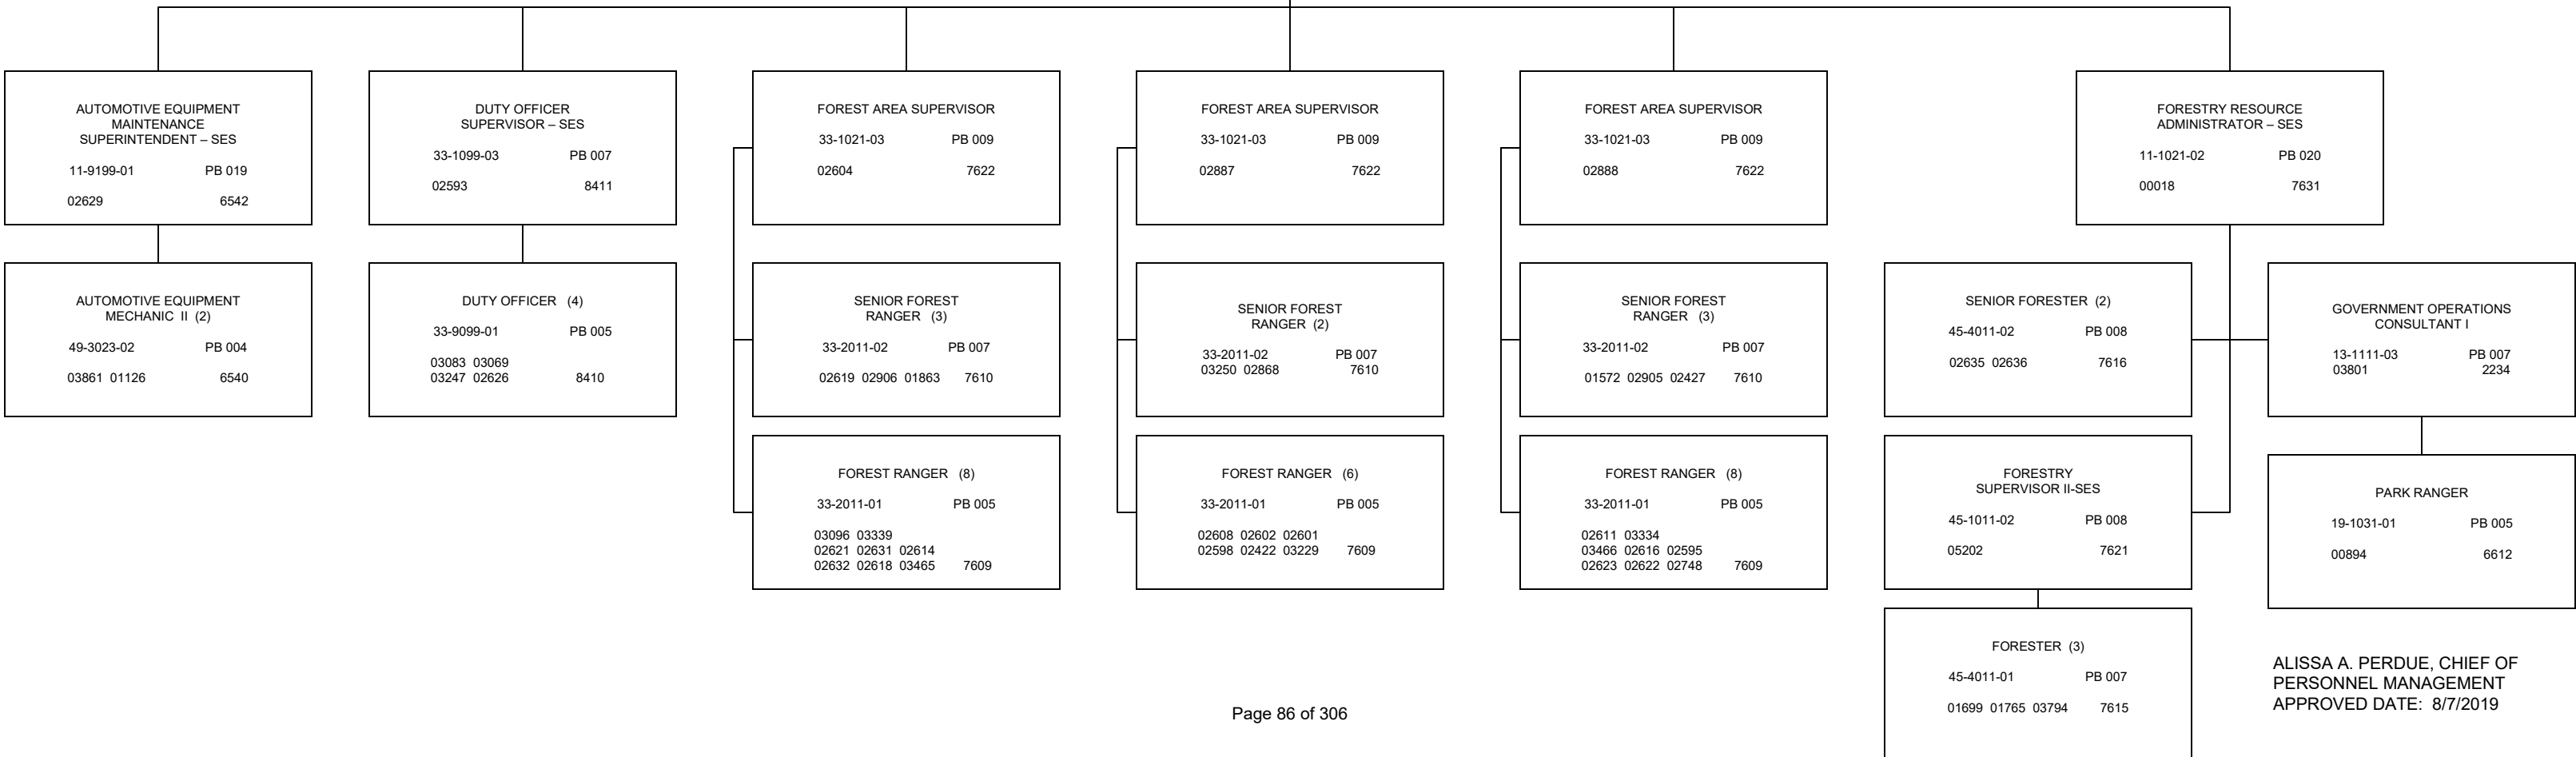 AUTOMOTIVE EQUIPMENT
MAINTENANCE
SUPERINTENDENT – SES
11-9199-01 PB 019
02629 6542
DUTY OFFICER
SUPERVISOR – SES
33-1099-03 PB 007
02593 8411
FOREST AREA SUPERVISOR
33-1021-03 PB 009
02604 7622
FOREST AREA SUPERVISOR
33-1021-03 PB 009
02887 7622
FOREST AREA SUPERVISOR
33-1021-03 PB 009
02888 7622
FORESTRY RESOURCE
ADMINISTRATOR – SES
11-1021-02 PB 020
00018 7631
AUTOMOTIVE EQUIPMENT
MECHANIC II (2)
49-3023-02 PB 004
03861 01126 6540
DUTY OFFICER (4)
33-9099-01 PB 005
03083 03069
03247 02626 8410
SENIOR FOREST
RANGER (3)
33-2011-02 PB 007
02619 02906 01863 7610
SENIOR FOREST
RANGER (2)
33-2011-02 PB 007
03250 02868 7610
SENIOR FOREST
RANGER (3)
33-2011-02 PB 007
01572 02905 02427 7610
SENIOR FORESTER (2)
45-4011-02 PB 008
02635 02636 7616
GOVERNMENT OPERATIONS
CONSULTANT I
13-1111-03 PB 007
03801 2234
FOREST RANGER (8)
33-2011-01 PB 005
03096 03339
02621 02631 02614
02632 02618 03465 7609
FOREST RANGER (6)
33-2011-01 PB 005
02608 02602 02601
02598 02422 03229 7609
FOREST RANGER (8)
33-2011-01 PB 005
02611 03334
03466 02616 02595
02623 02622 02748 7609
FORESTRY
SUPERVISOR II-SES
45-1011-02 PB 008
05202 7621
PARK RANGER
19-1031-01 PB 005
00894 6612
FORESTER (3)
45-4011-01 PB 007
01699 01765 03794 7615
ALISSA A. PERDUE, CHIEF OF
PERSONNEL MANAGEMENT
APPROVED DATE: 8/7/2019
Page 86 of 306